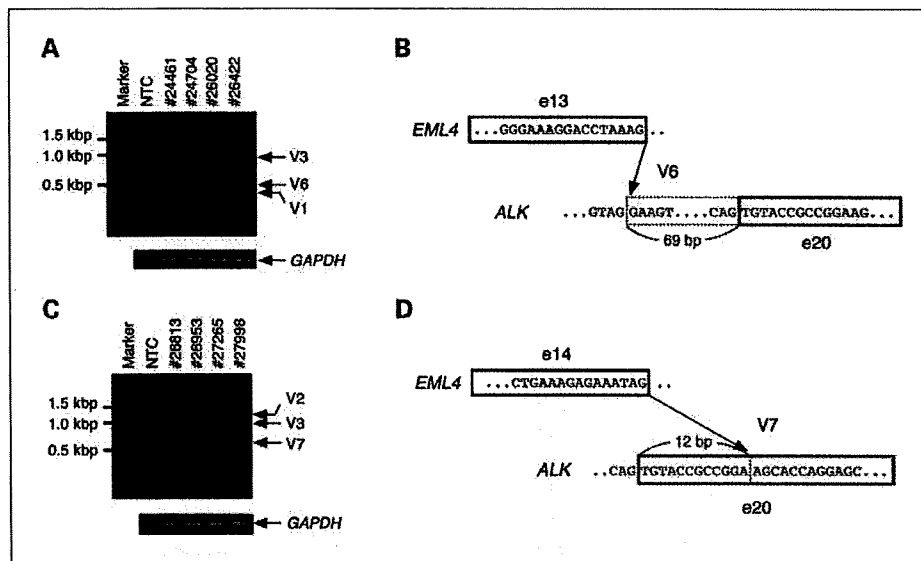 A
Marker
NTC
#24461
#24704
#26020
#26422
1.5 kbp
1.0 kbp
0.5 kbp
V3
V6
V1
GAPDH
B
e13
EML4
...GGGAAAGGACCTAAAG..
V6
ALK
...GTAG GAAGT....CAG TGTACCGCCGGAAG...
69 bp
e20
C
Marker
NTC
#26813
#26953
#27265
#27998
1.5 kbp
1.0 kbp
0.5 kbp
V2
V3
V7
GAPDH
D
e14
EML4
...CTGAAAGAGAAATAG..
V7
12 bp
ALK
..CAG TGTACCGCCGGA AGCACCAGGAGC...
e20